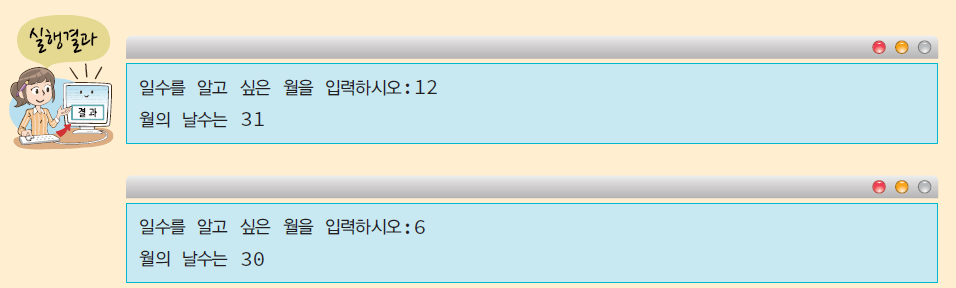 실행결과
결과
일수를 알고 싶은 월을 입력하시오:12
월의 날수는 31
일수를 알고 싶은 월을 입력하시오:6
월의 날수는 30